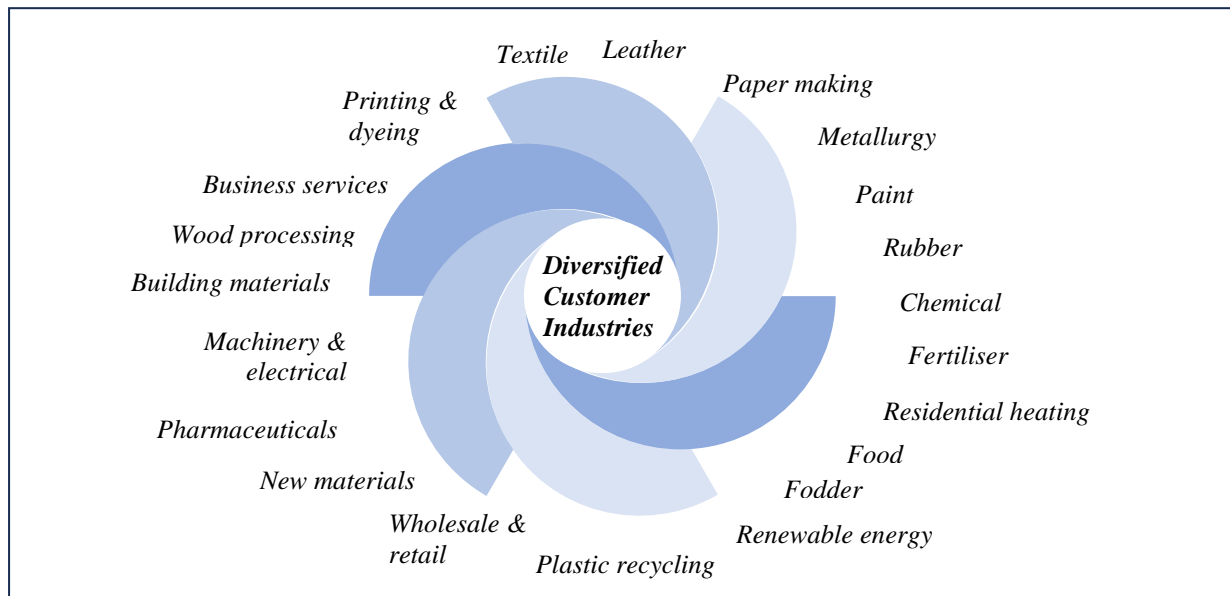 Textile
Leather
Paper making
Metallurgy
Paint
Rubber
Chemical
Fertiliser
Residential heating
Food
Fodder
Renewable energy
Plastic recycling
Wholesale &
retail
New materials
Pharmaceuticals
Machinery &
electrical
Building materials
Wood processing
Business services
Printing &
dyeing
Diversified
Customer
Industries